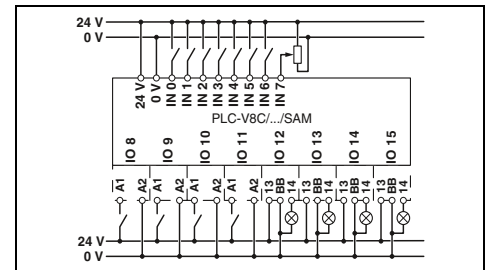 24 V
0 V
24 V 0 V IN 0 IN 1 IN 2 IN 3 IN 4 IN 5 IN 6 IN 7
PLC-V8C/.../SAM
IO 8 IO 9 IO 10 IO 11 IO 12 IO 13 IO 14 IO 15
A1 A2 A1 A2 A1 A2 A1 A2 13 BB 14 13 BB 14 13 BB 14 13 BB 14
24 V
0 V